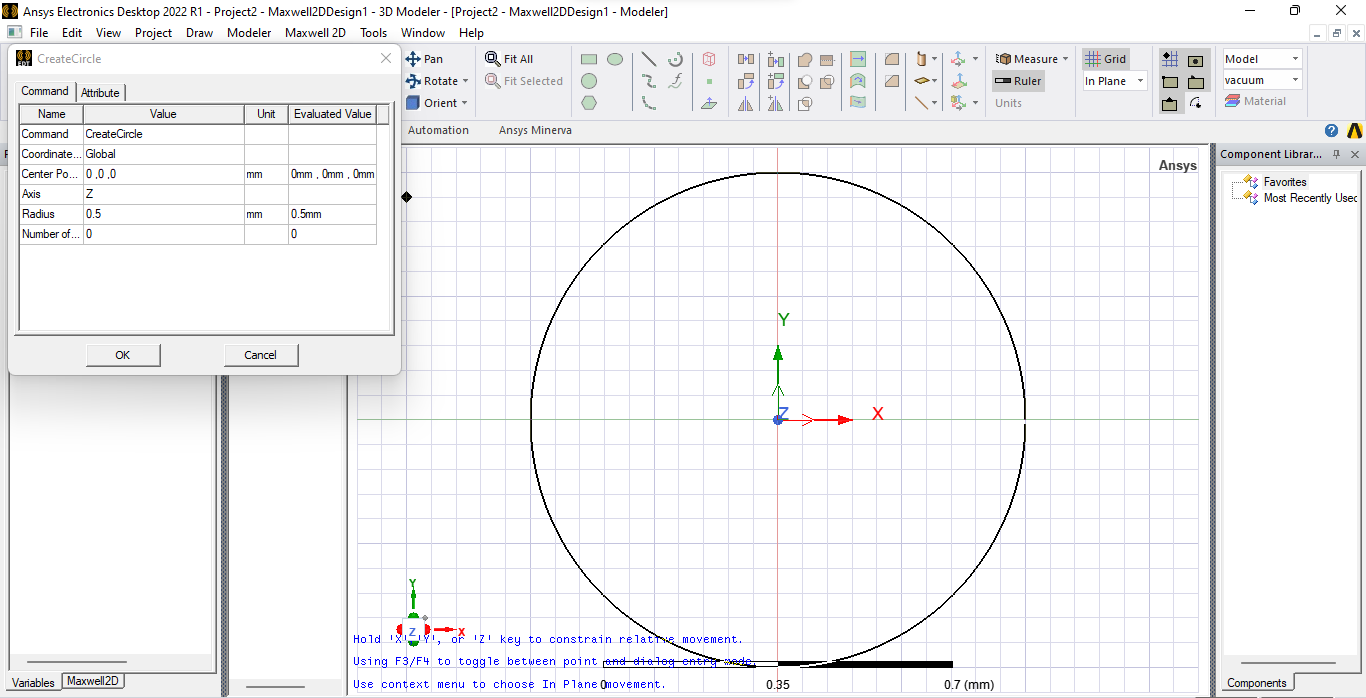 Ansys Electronics Desktop 2022 R1 - Project2 - Maxwell2DDesign1 - 3D Modeler - [Project2 - Maxwell2DDesign1 - Modeler]
File Edit View Project Draw Modeler Maxwell 2D Tools Window Help
CreateCircle
Command Attribute
Name Value Unit Evaluated Value
Command CreateCircle
Coordinate... Global
Center Po... 0 ,0 ,0 mm 0mm , 0mm , 0mm
Axis Z
Radius 0.5 mm 0.5mm
Number of... 0 0
OK Cancel
Pan Fit All Measure Grid Model
Rotate Fit Selected Ruler In Plane vacuum
Orient Units Material
Automation Ansys Minerva
Component Librar...
Favorites
Most Recently Used
Ansys
Y
Z X
Y
Z X
Hold 'X', 'Y', or 'Z' key to constrain relative movement.
Using F3/F4 to toggle between point and dialog entry mode.
Use context menu to choose In Plane movement.
0 0.35 0.7 (mm)
Variables Maxwell2D
Components